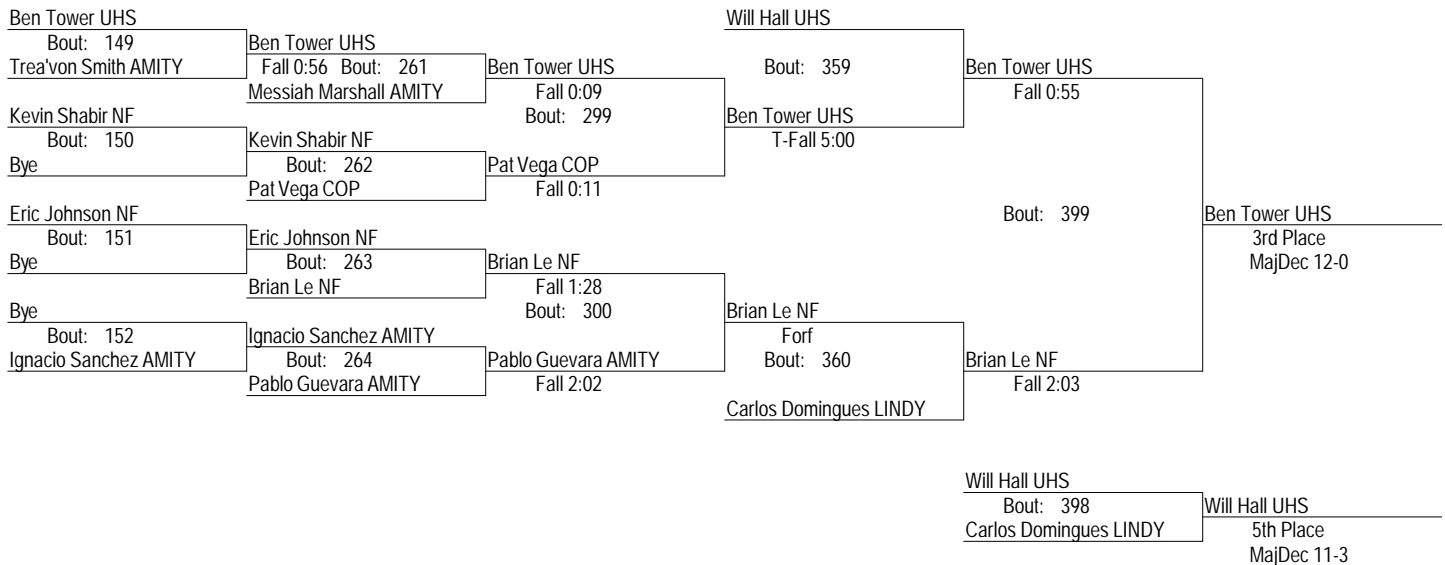 Ben Tower UHS
Bout: 149
Trea'von Smith AMITY
Kevin Shabir NF
Bout: 150
Bye
Eric Johnson NF
Bout: 151
Bye
Bye
Bout: 152
Ignacio Sanchez AMITY
Ben Tower UHS
Fall 0:56 Bout: 261
Messiah Marshall AMITY
Kevin Shabir NF
Bout: 262
Pat Vega COP
Eric Johnson NF
Bout: 263
Brian Le NF
Ignacio Sanchez AMITY
Bout: 264
Pablo Guevara AMITY
Ben Tower UHS
Fall 0:09
Bout: 299
Pat Vega COP
Fall 0:11
Brian Le NF
Fall 1:28
Bout: 300
Pablo Guevara AMITY
Fall 2:02
Will Hall UHS
Bout: 359
Ben Tower UHS
T-Fall 5:00
Brian Le NF
Forf
Bout: 360
Carlos Domingues LINDY
Ben Tower UHS
Fall 0:55
Bout: 399
Brian Le NF
Fall 2:03
Ben Tower UHS
3rd Place
MajDec 12-0
Will Hall UHS
Bout: 398
Carlos Domingues LINDY
Will Hall UHS
5th Place
MajDec 11-3